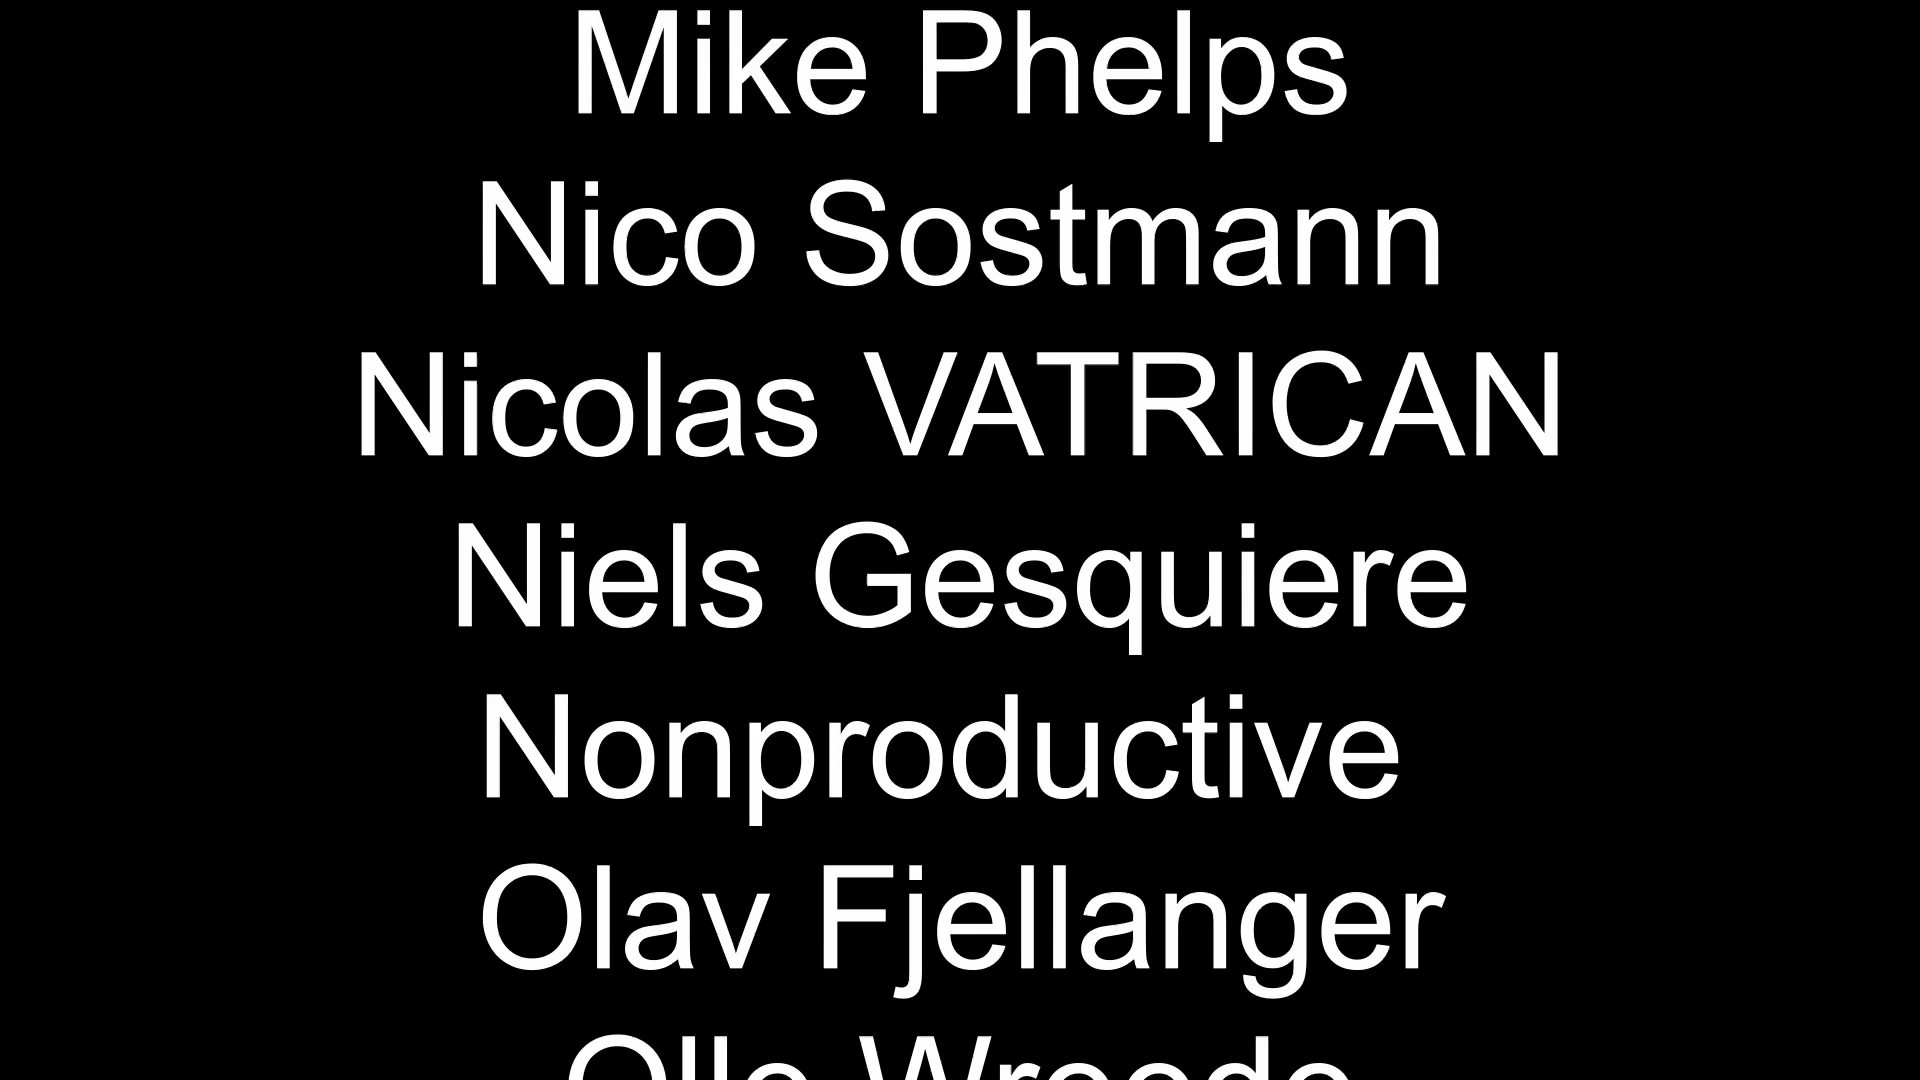 Mike Phelps
Nico Sostmann
Nicolas VATRICAN
Niels Gesquiere
Nonproductive
Olav Fjellanger